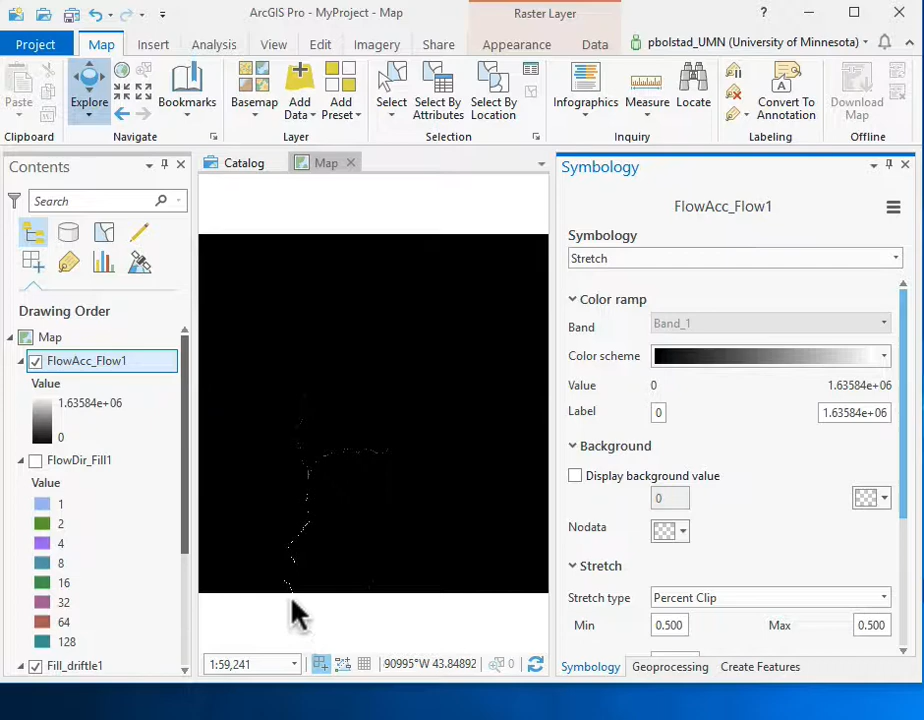 ArcGIS Pro - MyProject - Map
Raster Layer
?
Project
Map
Insert
Analysis
View
Edit
Imagery
Share
Appearance
Data
pbolstad_UMN (University of Minnesota)
Paste
Explore
Bookmarks
Basemap
Add Data
Add Preset
Select
Select By Attributes
Select By Location
Infographics
Measure
Locate
Convert To Annotation
Download Map
Clipboard
Navigate
Layer
Selection
Inquiry
Labeling
Offline
Contents
Search
Drawing Order
Map
FlowAcc_Flow1
Value
1.63584e+06
0
FlowDir_Fill1
Value
1
2
4
8
16
32
64
128
Fill_driftle1
Catalog
Map
1:59,241
90995°W 43.84892
0
Symbology
FlowAcc_Flow1
Symbology
Stretch
Color ramp
Band
Band_1
Color scheme
Value
0
1.63584e+06
Label
0
1.63584e+06
Background
Display background value
0
Nodata
Stretch
Stretch type
Percent Clip
Min
0.500
Max
0.500
Symbology
Geoprocessing
Create Features